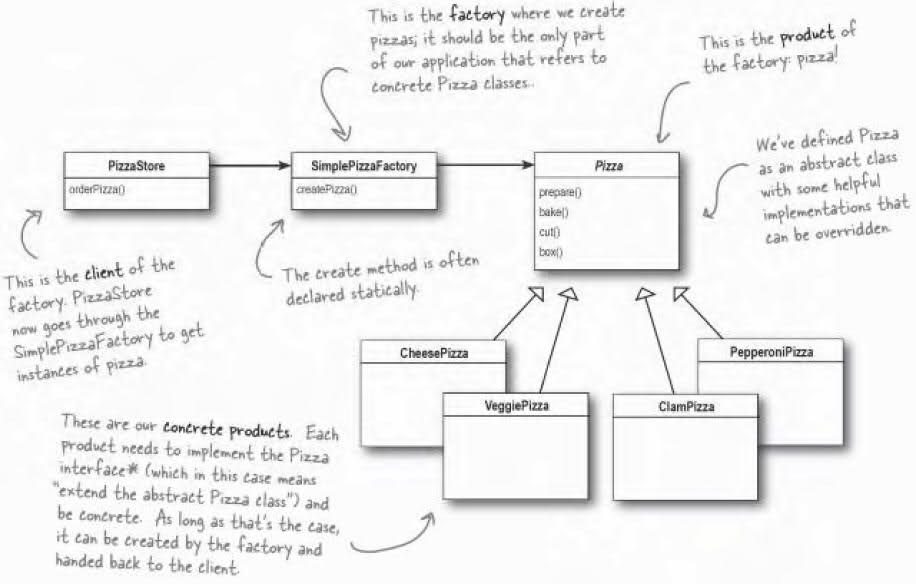 This is the factory where we create
pizzas; it should be the only part
of our application that refers to
concrete Pizza classes..
This is the product of
the factory: pizza!
PizzaStore
orderPizza()
SimplePizzaFactory
createPizza()
Pizza
prepare()
bake()
cut()
box()
We've defined Pizza
as an abstract class
with some helpful
implementations that
can be overridden.
This is the client of the
factory. PizzaStore
now goes through the
SimplePizzaFactory to get
instances of pizza.
The create method is often
declared statically.
CheesePizza
VeggiePizza
ClamPizza
PepperoniPizza
These are our concrete products. Each
product needs to implement the Pizza
interface* (which in this case means
"extend the abstract Pizza class") and
be concrete. As long as that's the case,
it can be created by the factory and
handed back to the client.